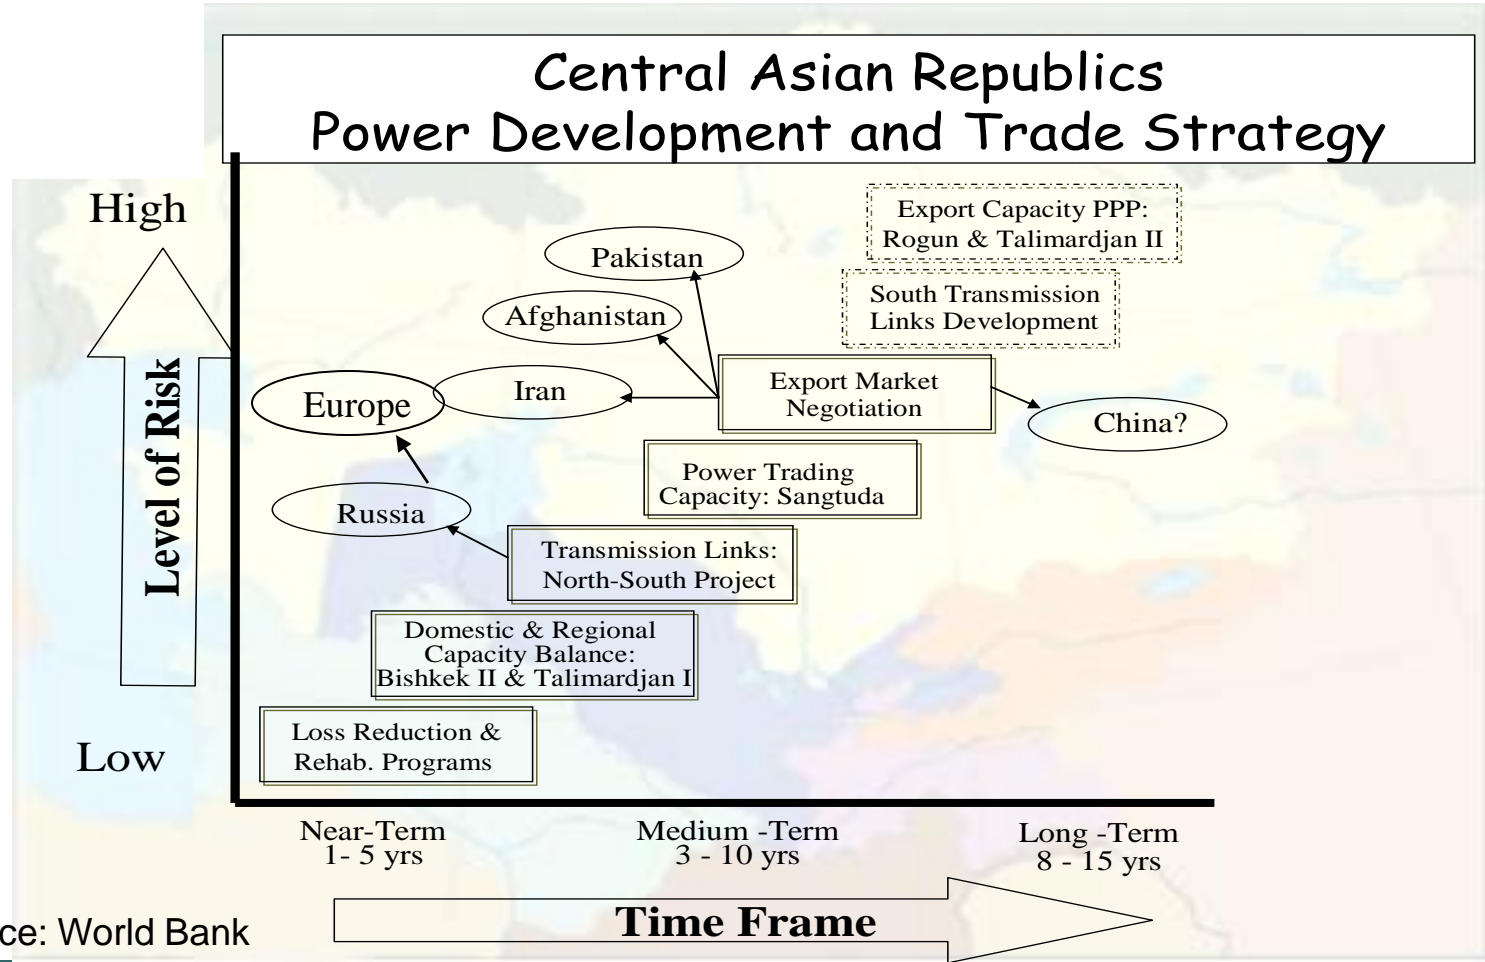 Central Asian Republics
Power Development and Trade Strategy
High
Export Capacity PPP:
Rogun & Talimardjan II
Pakistan
South Transmission
Links Development
Afghanistan
Export Market
Negotiation
Iran
Europe
China?
Level of Risk
Power Trading
Capacity: Sangtuda
Russia
Transmission Links:
North-South Project
Domestic & Regional
Capacity Balance:
Bishkek II & Talimardjan I
Loss Reduction &
Rehab. Programs
Low
Near-Term
1- 5 yrs
Medium -Term
3 - 10 yrs
Long -Term
8 - 15 yrs
Time Frame
ce: World Bank